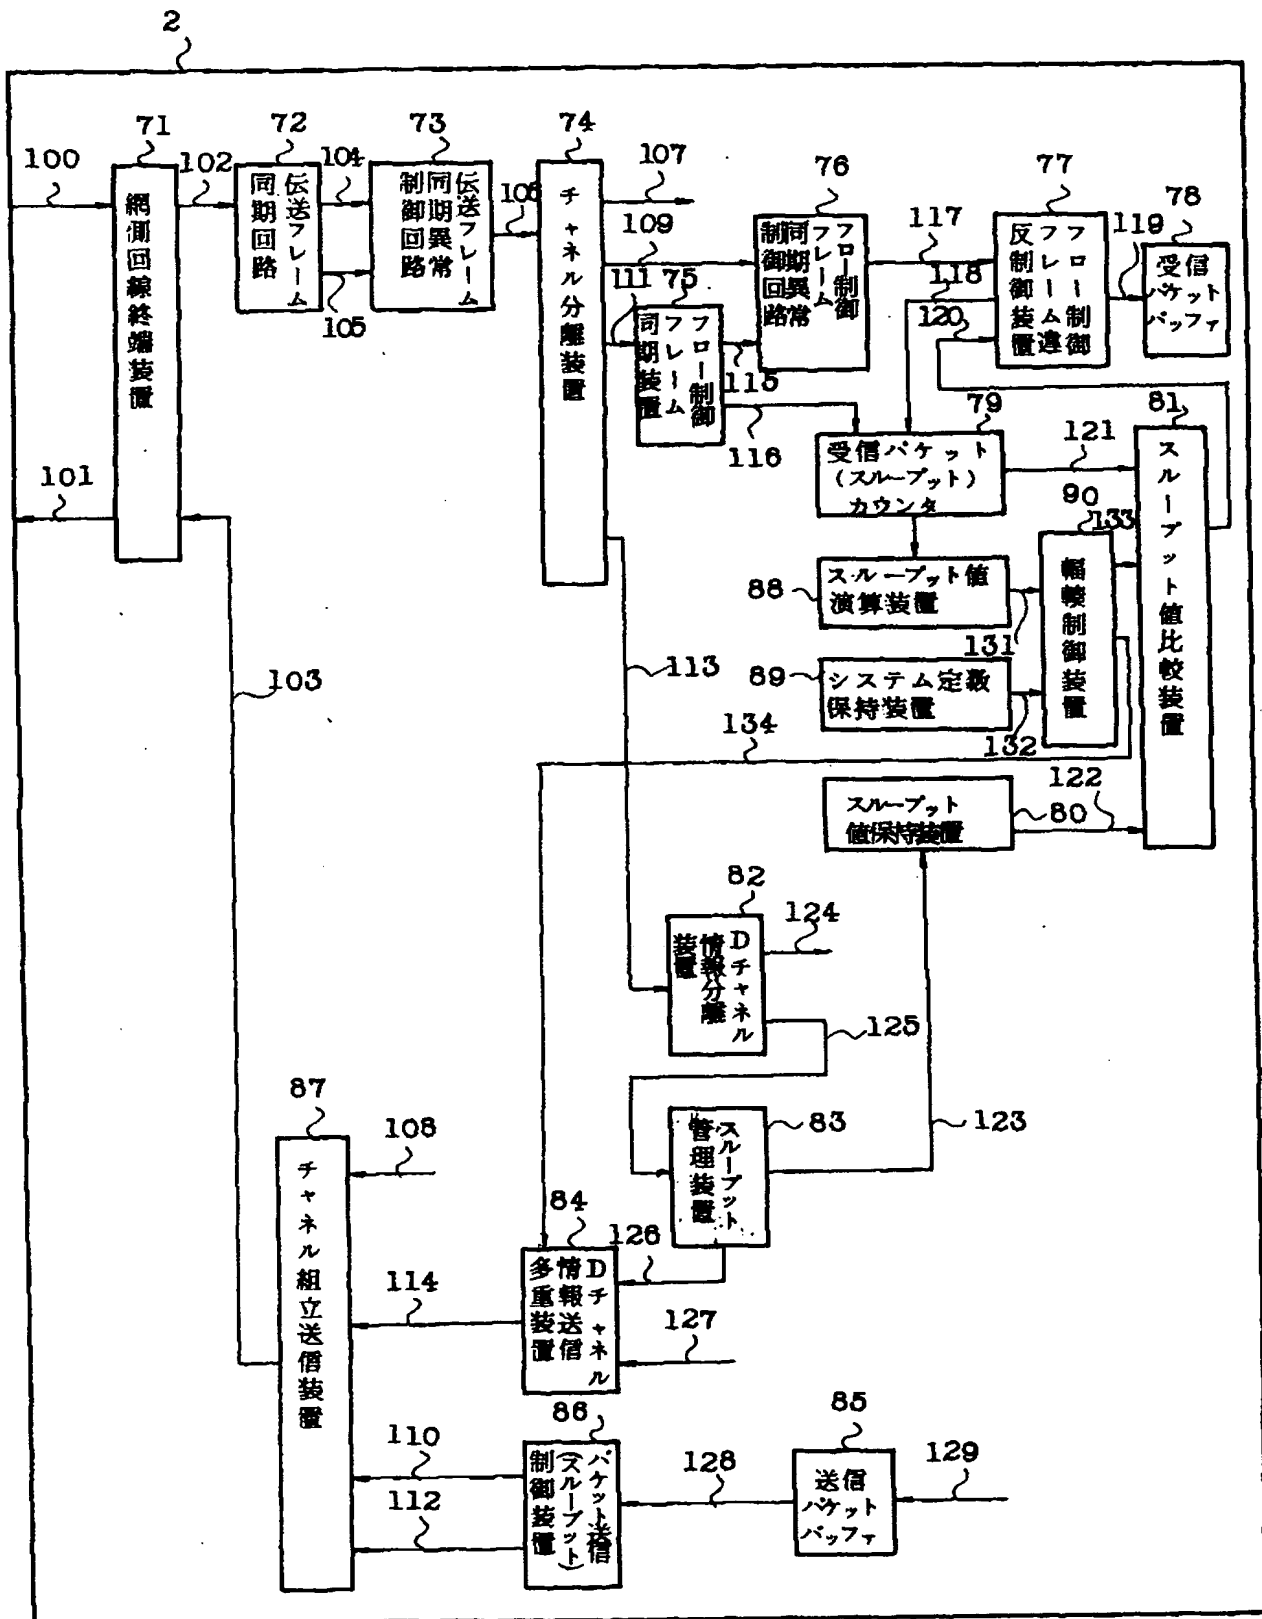 2
71
100
102
網側回線終端装置
101
103
72
伝送フレーム
同期回路
104
105
73
伝送フレーム
同期異常
制御回路
106
74
チャネル分離装置
107
109
111
113
75
フロー制御
フレーム
同期装置
115
116
76
フロー制御
フレーム
同期異常
制御回路
117
118
120
77
フロー制御
フレーム違
反制御装置
119
78
受信
パケット
バッファ
79
受信パケット
(スループット)
カウンタ
121
81
スループット値比較装置
88
スループット値
演算装置
131
90
133
輻輳制御装置
89
システム定数
保持装置
132
134
スループット
値保持装置
80
122
82
Dチャネル
情報分離
装置
124
125
83
スループット
管理装置
123
87
チャネル組立送信装置
108
114
84
Dチャネル
情報送信
多重装置
126
127
110
112
86
パケット送信
(スループット)
制御装置
128
85
送信
パケット
バッファ
129